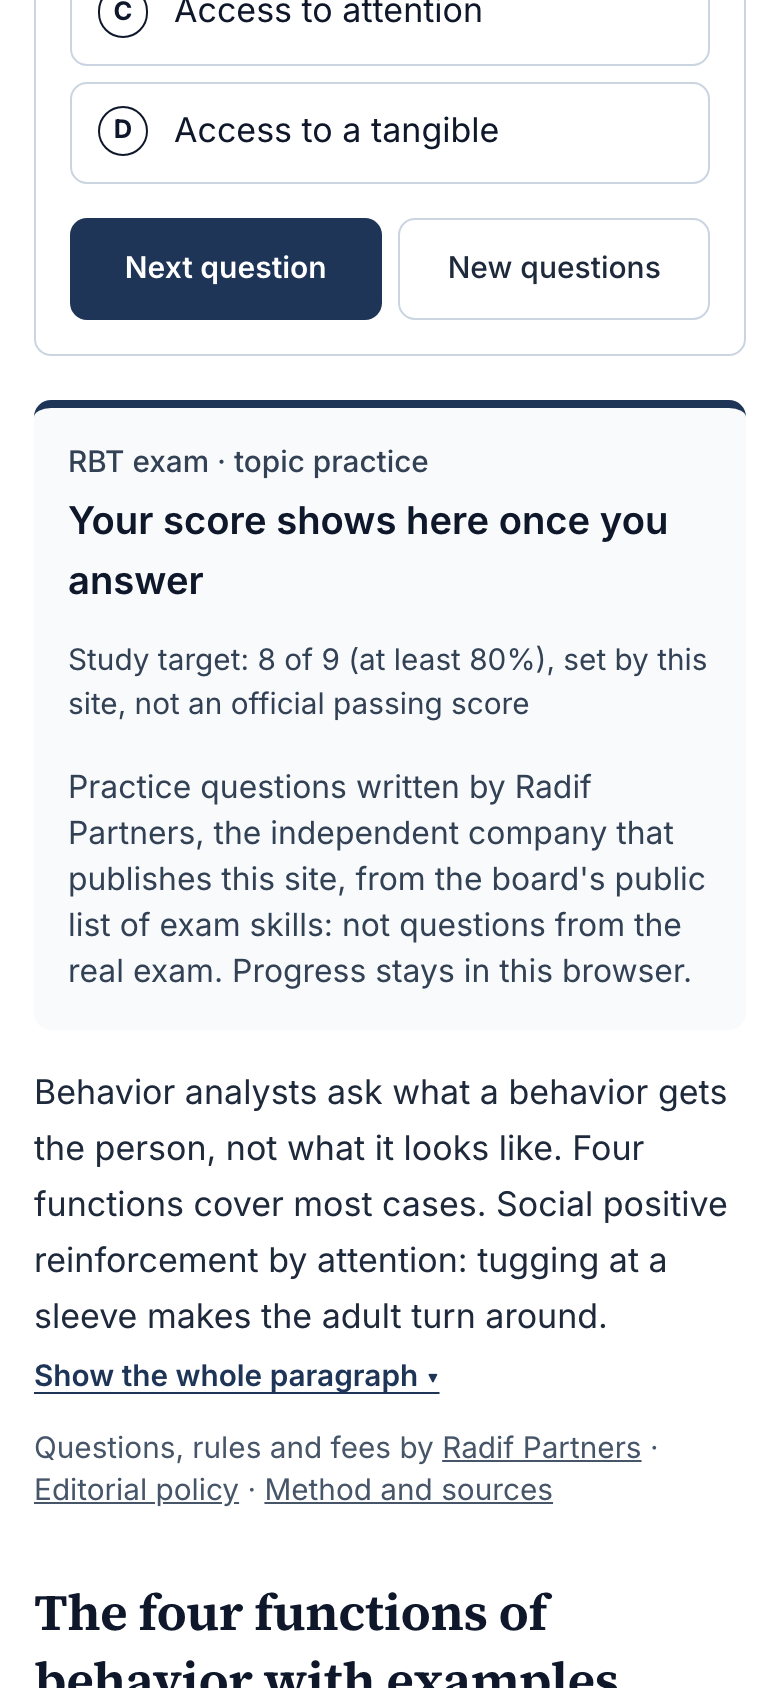 C Access to attention
D Access to a tangible
Next question New questions
RBT exam · topic practice
Your score shows here once you
answer
Study target: 8 of 9 (at least 80%), set by this
site, not an official passing score
Practice questions written by Radif
Partners, the independent company that
publishes this site, from the board's public
list of exam skills: not questions from the
real exam. Progress stays in this browser.
Behavior analysts ask what a behavior gets
the person, not what it looks like. Four
functions cover most cases. Social positive
reinforcement by attention: tugging at a
sleeve makes the adult turn around.
Show the whole paragraph ▾
Questions, rules and fees by Radif Partners ·
Editorial policy · Method and sources
The four functions of
behavior with examples